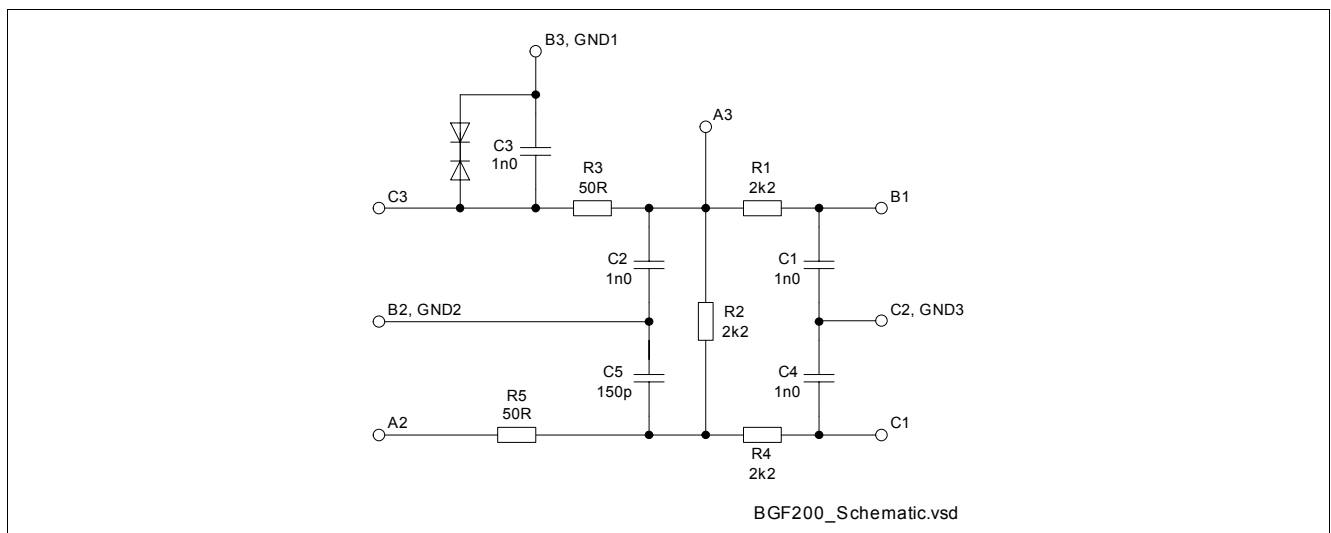 B3, GND1
A3
C3
1n0
R3
50R
R1
2k2
C3
B1
C2
1n0
C1
1n0
R2
2k2
B2, GND2
C2, GND3
C5
150p
C4
1n0
R5
50R
A2
C1
R4
2k2
BGF200_Schematic.vsd